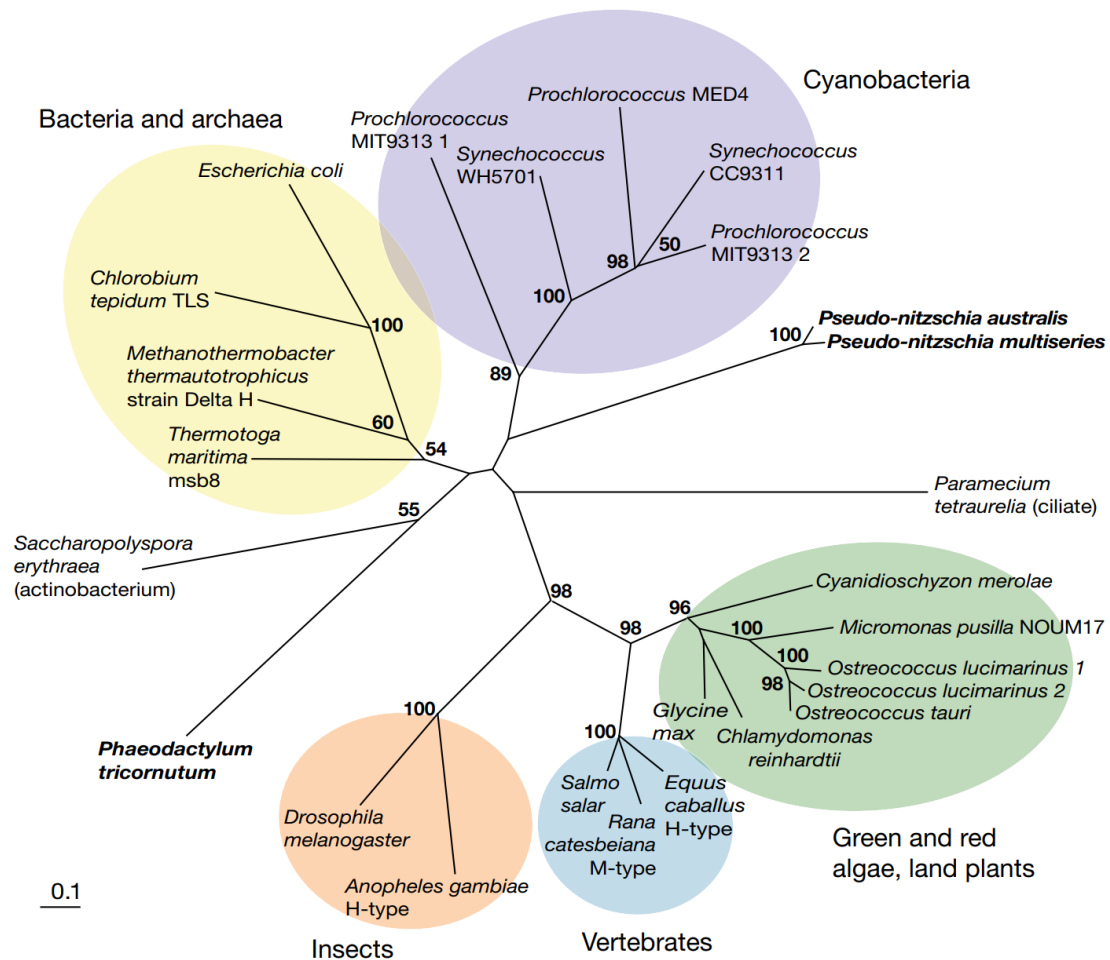 Cyanobacteria
Bacteria and archaea
Prochlorococcus MED4
Prochlorococcus
MIT9313 1
Synechococcus
WH5701
Synechococcus
CC9311
Prochlorococcus
MIT9313 2
50
98
100
89
Escherichia coli
Chlorobium
tepidum TLS
100
Methanothermobacter
thermautotrophicus
strain Delta H
60
Thermotoga
maritima
msb8
54
100
Pseudo-nitzschia australis
Pseudo-nitzschia multiseries
Paramecium
tetraurelia (ciliate)
55
Saccharopolyspora
erythraea
(actinobacterium)
Phaeodactylum
tricornutum
98
98
96
Cyanidioschyzon merolae
100
Micromonas pusilla NOUM17
100
Ostreococcus lucimarinus 1
98
Ostreococcus lucimarinus 2
Ostreococcus tauri
Glycine
max
Chlamydomonas
reinhardtii
Green and red
algae, land plants
100
Drosophila
melanogaster
Anopheles gambiae
H-type
Insects
100
Salmo
salar
Rana
catesbeiana
M-type
Equus
caballus
H-type
Vertebrates
0.1